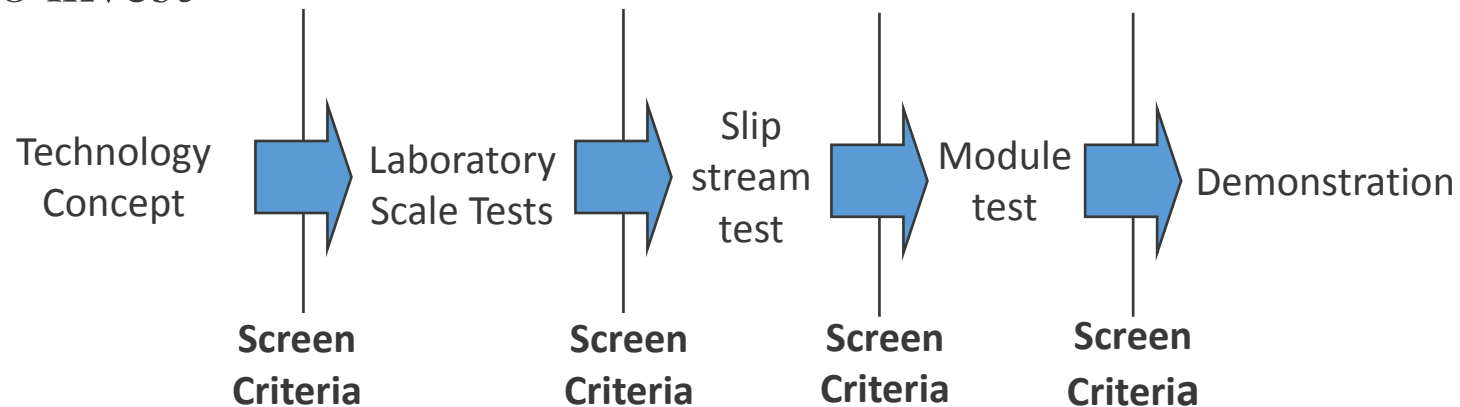 Technology
Concept
Laboratory
Scale Tests
Slip
stream
test
Module
test
Demonstration
Screen
Criteria
Screen
Criteria
Screen
Criteria
Screen
Criteria